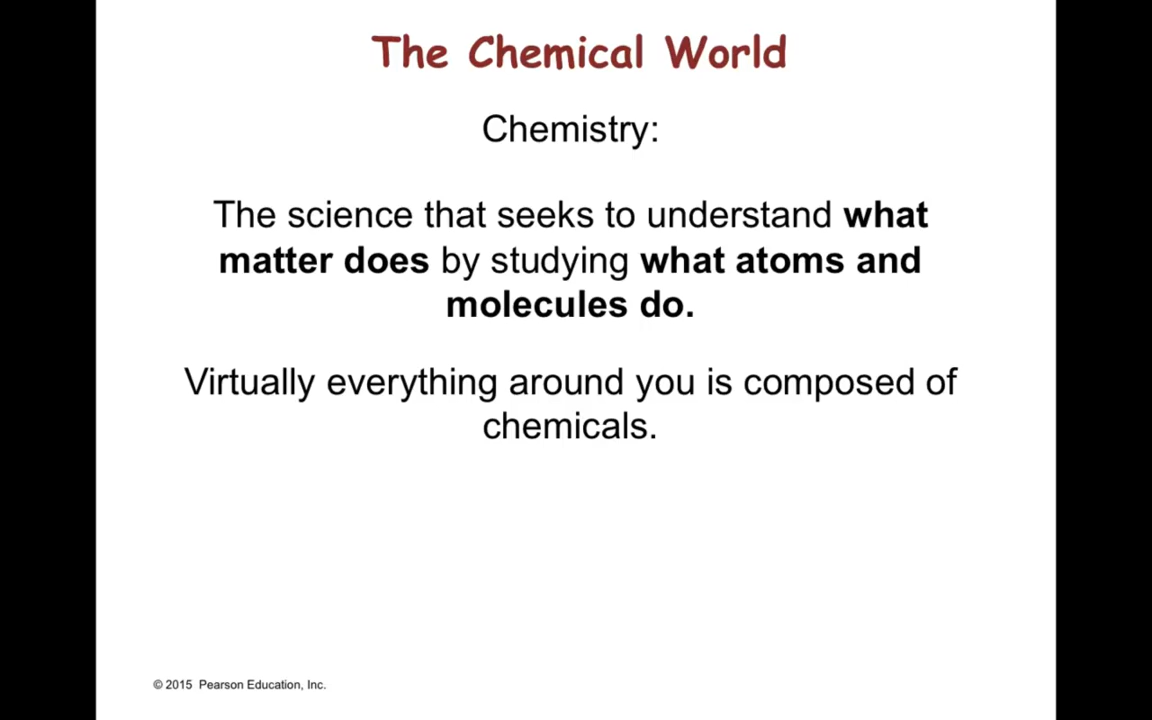 The Chemical World
Chemistry:
The science that seeks to understand what
matter does by studying what atoms and
molecules do.
Virtually everything around you is composed of
chemicals.
© 2015 Pearson Education, Inc.